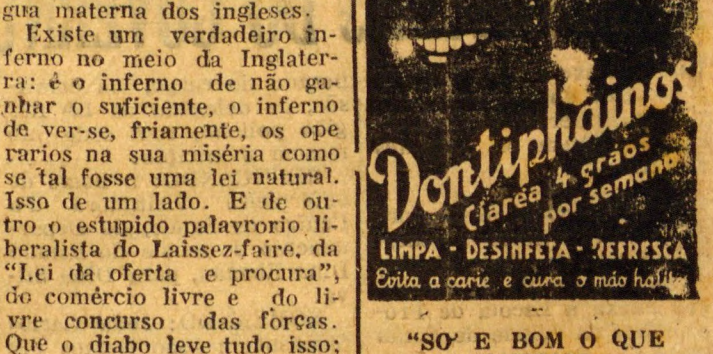 gua materna dos ingleses.
Existe um verdadeiro in-
ferno no meio da Inglater-
ra: é o inferno de não ga-
nhar o suficiente, o inferno
de ver-se, friamente, os ope
rarios na sua miséria como
se tal fosse uma lei natural.
Isso de um lado. E de ou-
tro o estupido palavrorio li-
beralista do Laissez-faire, da
“Lei da oferta e procura”,
do comércio livre e do li-
vre concurso das forças.
Que o diabo leve tudo isso;
Dontiphainos
Claréa 4 gráos
por semana
LIMPA - DESINFETA - REFRESCA
Evita a carie e cura o máo halito
“SO' E BOM O QUE